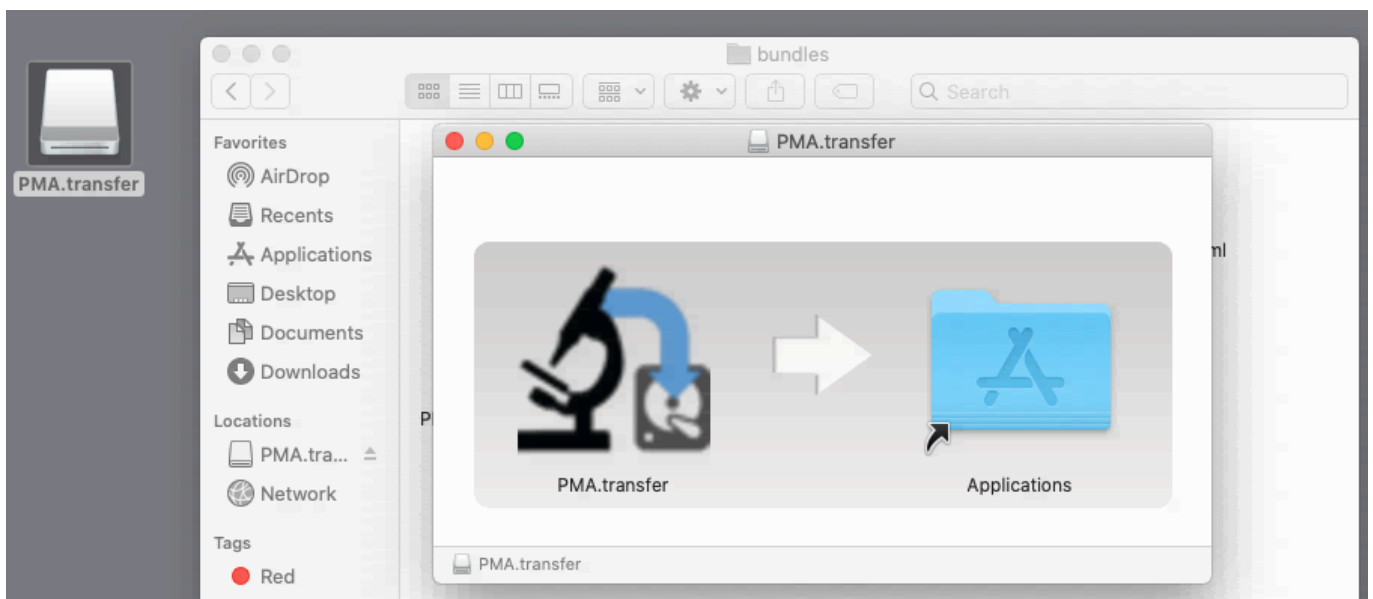 PMA.transfer
bundles
Search
Favorites
AirDrop
Recents
Applications
Desktop
Documents
Downloads
Locations
PMA.tra...
Network
Tags
Red
PMA.transfer
PMA.transfer
Applications
PMA.transfer
ml
P